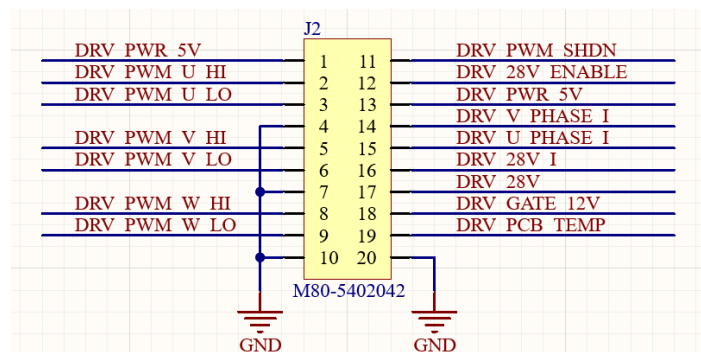 J2
DRV PWR 5V
DRV PWM U HI
DRV PWM U LO
DRV PWM V HI
DRV PWM V LO
DRV PWM W HI
DRV PWM W LO
1 11
2 12
3 13
4 14
5 15
6 16
7 17
8 18
9 19
10 20
DRV PWM SHDN
DRV 28V ENABLE
DRV PWR 5V
DRV V PHASE I
DRV U PHASE I
DRV 28V I
DRV 28V
DRV GATE 12V
DRV PCB TEMP
M80-5402042
GND
GND